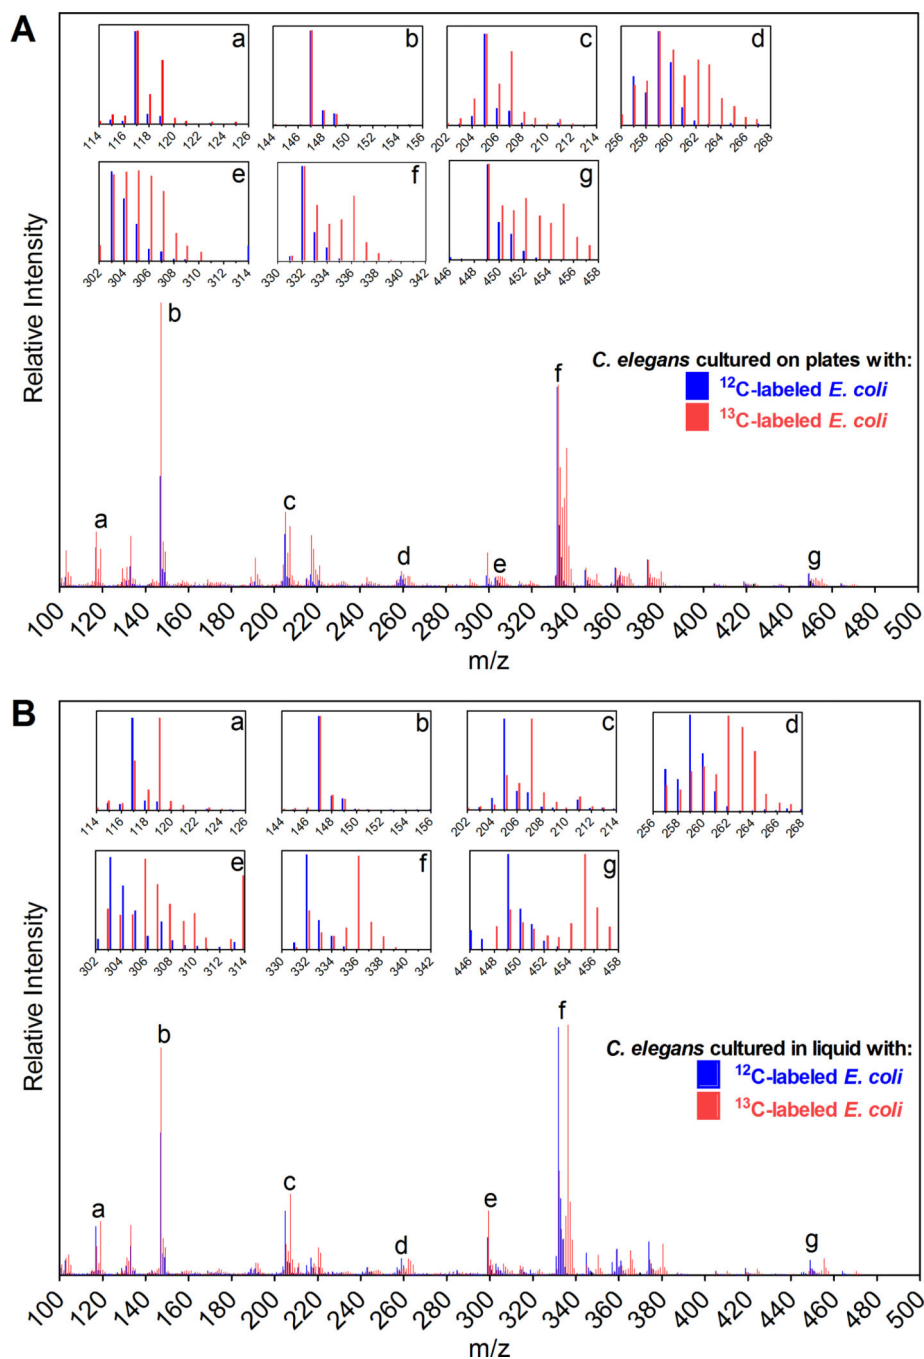 A
a
114 116 118 120 122 124 126
b
144 146 148 150 152 154 156
c
202 204 206 208 210 212 214
d
256 258 260 262 264 266 268
e
302 304 306 308 310 312 314
f
330 332 334 336 338 340 342
g
446 448 450 452 454 456 458
Relative Intensity
C. elegans cultured on plates with:
¹²C-labeled E. coli
¹³C-labeled E. coli
a b c d e f g
100 120 140 160 180 200 220 240 260 280 300 320 340 360 380 400 420 440 460 480 500
m/z
B
a
114 116 118 120 122 124 126
b
144 146 148 150 152 154 156
c
202 204 206 208 210 212 214
d
256 258 260 262 264 266 268
e
302 304 306 308 310 312 314
f
330 332 334 336 338 340 342
g
446 448 450 452 454 456 458
Relative Intensity
C. elegans cultured in liquid with:
¹²C-labeled E. coli
¹³C-labeled E. coli
a b c d e f g
100 120 140 160 180 200 220 240 260 280 300 320 340 360 380 400 420 440 460 480 500
m/z